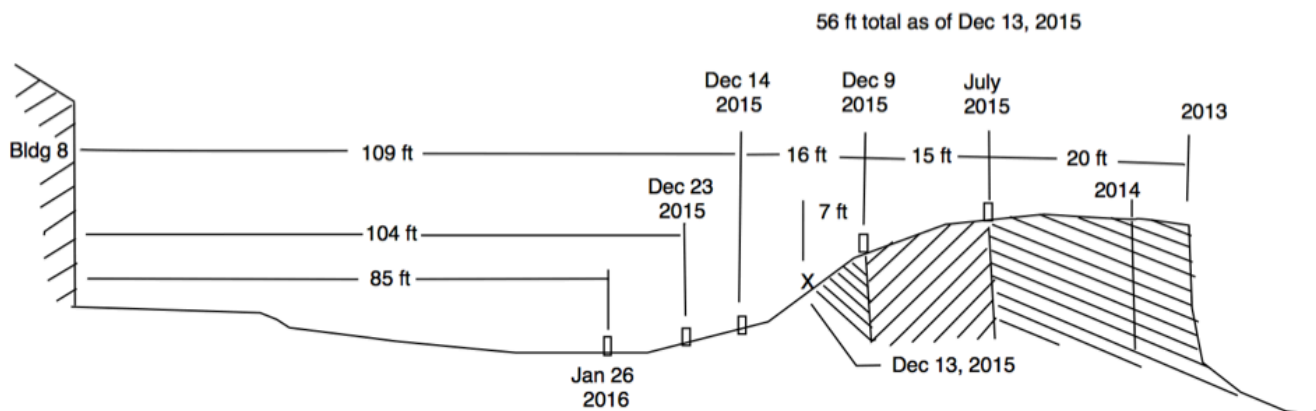 56 ft total as of Dec 13, 2015
Dec 14
2015
Dec 9
2015
July
2015
2013
Bldg 8
109 ft
16 ft
15 ft
20 ft
Dec 23
2015
7 ft
2014
104 ft
85 ft
X
Dec 13, 2015
Jan 26
2016